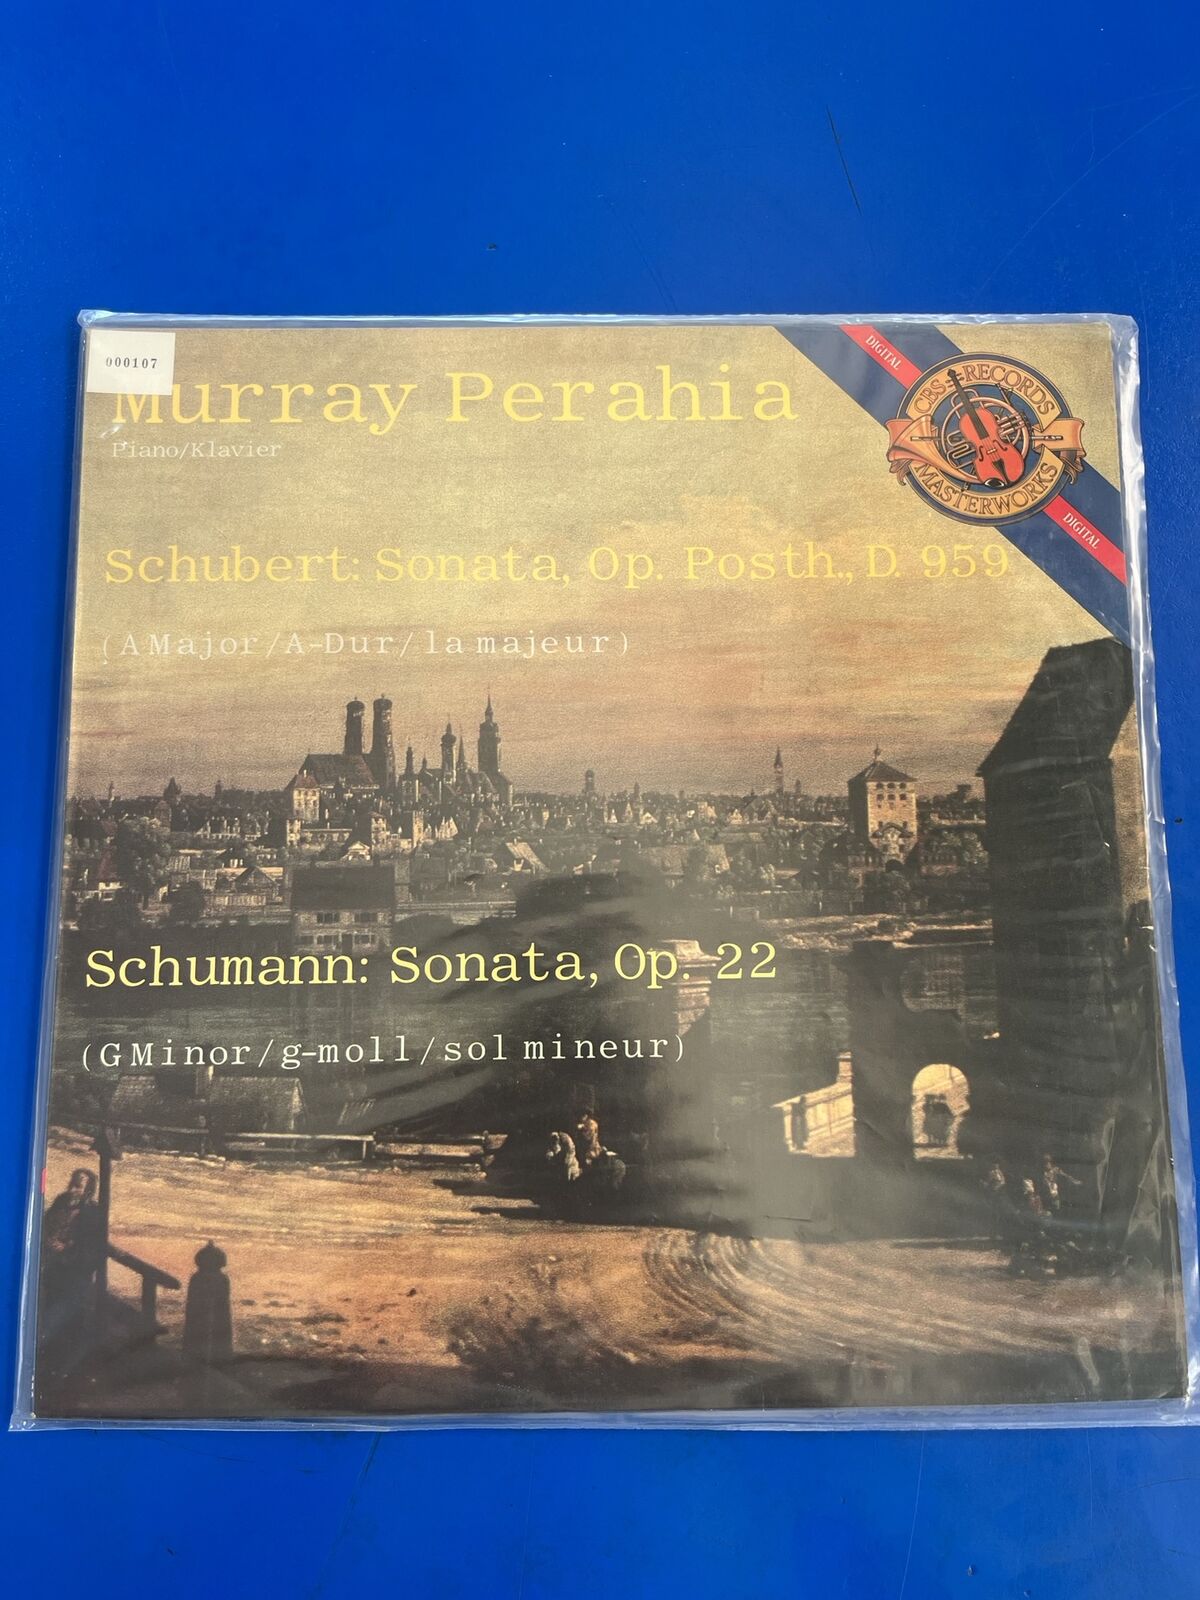 000107
Murray Perahia
Piano/Klavier
DIGITAL
CBS RECORDS
MASTERWORKS
DIGITAL
Schubert: Sonata, Op. Posth., D. 959
(A Major/A-Dur/la majeur)
Schumann: Sonata, Op. 22
(G Minor/g-moll/sol mineur)